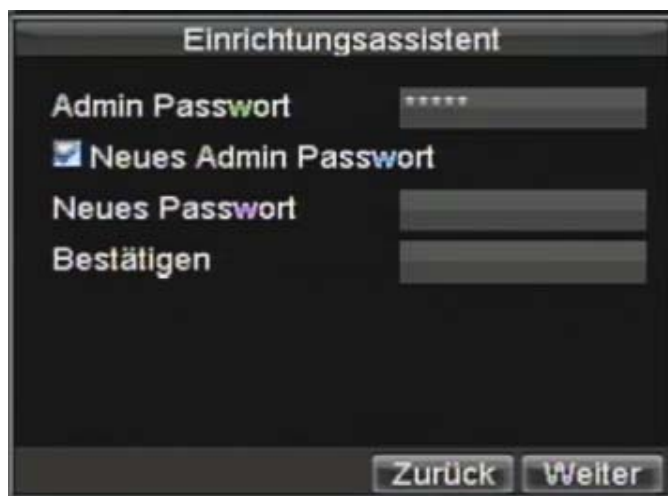 Einrichtungsassistent
Admin Passwort *****
Neues Admin Passwort
Neues Passwort
Bestätigen
Zurück Weiter